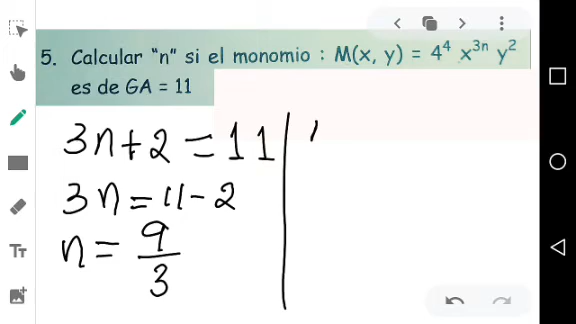 5. Calcular "n" si el monomio : M(x, y) = 4⁴ x³ⁿ y²
es de GA = 11
3n+2 = 11
3n = 11 - 2
n = 9/3
Tт